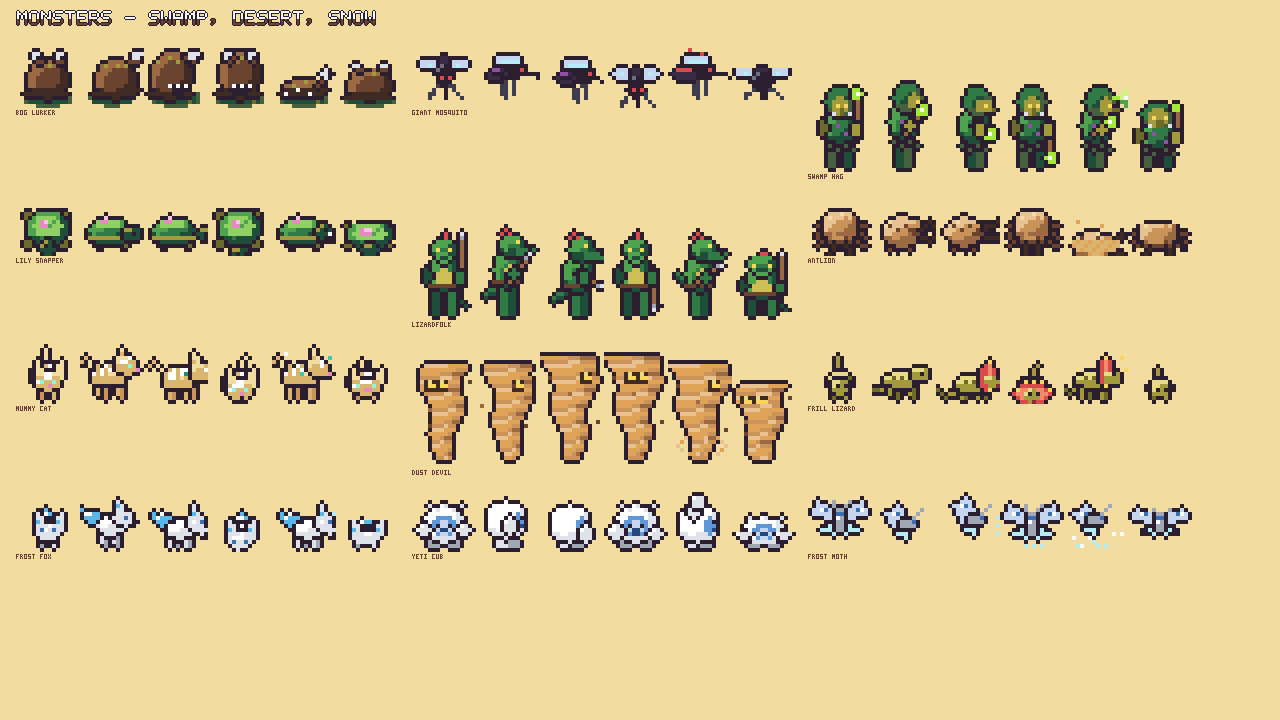 MONSTERS - SWAMP, DESERT, SNOW
BOG LURKER
GIANT MOSQUITO
SWAMP HAG
LILY SNAPPER
LIZARDFOLK
ANTLION
MUMMY CAT
DUST DEVIL
FRILL LIZARD
FROST FOX
YETI CUB
FROST MOTH